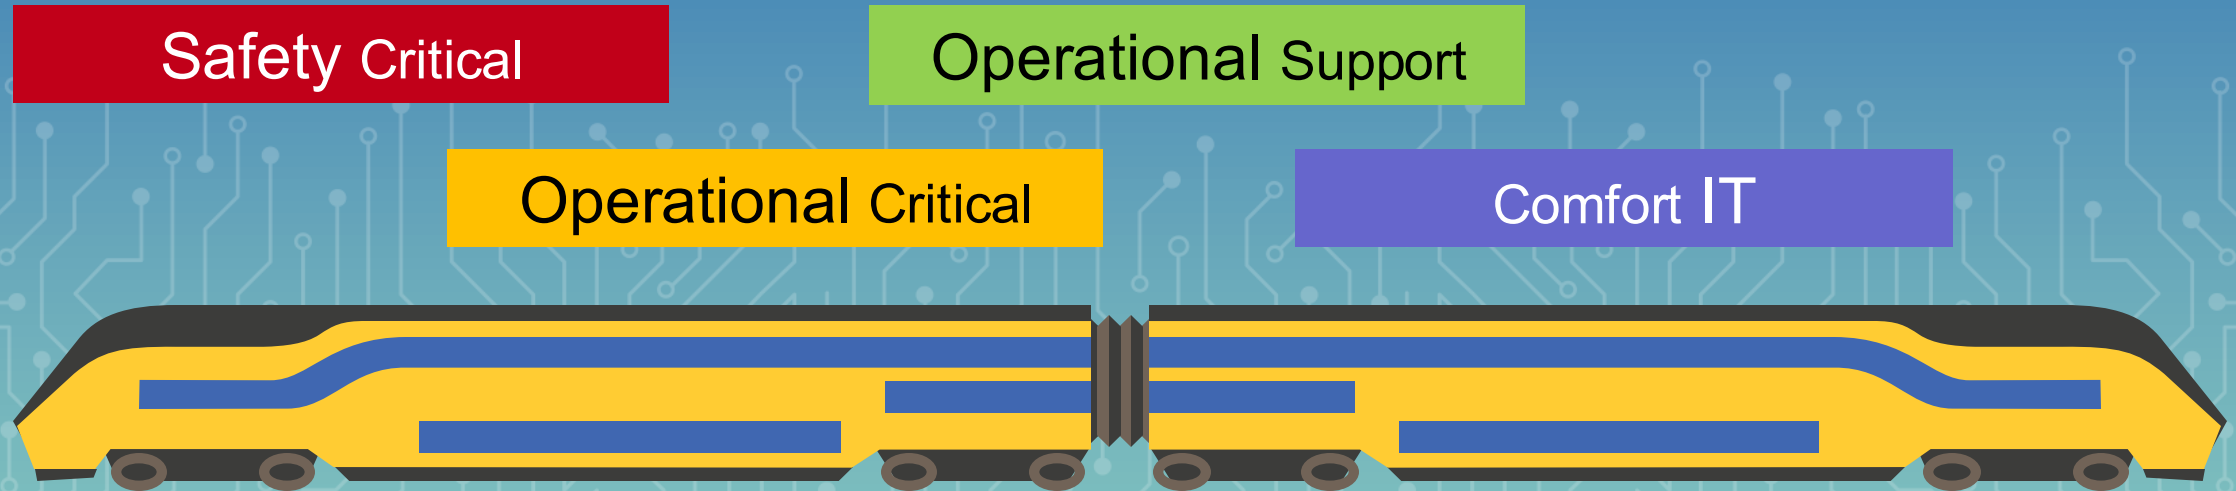 Safety Critical
Operational Support
Operational Critical
Comfort IT